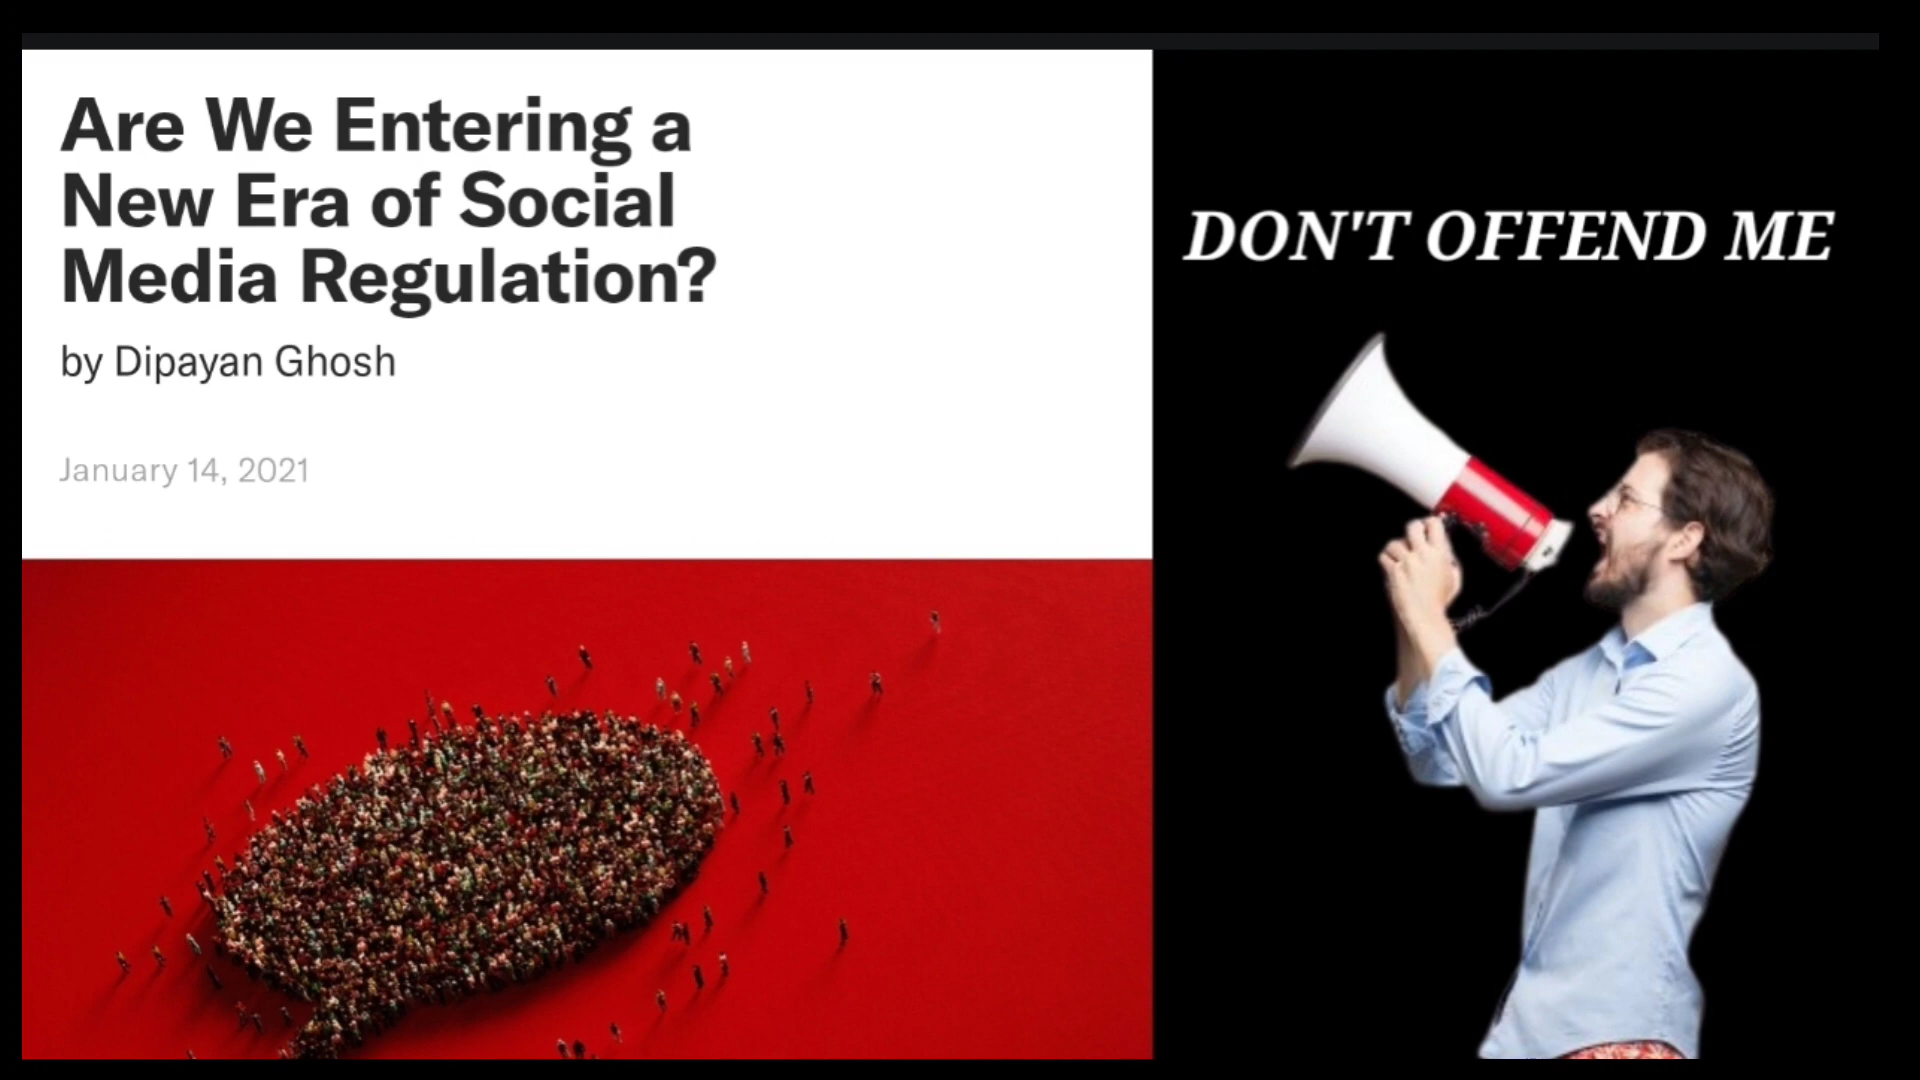 Are We Entering a
New Era of Social
Media Regulation?
by Dipayan Ghosh
January 14, 2021
DON'T OFFEND ME